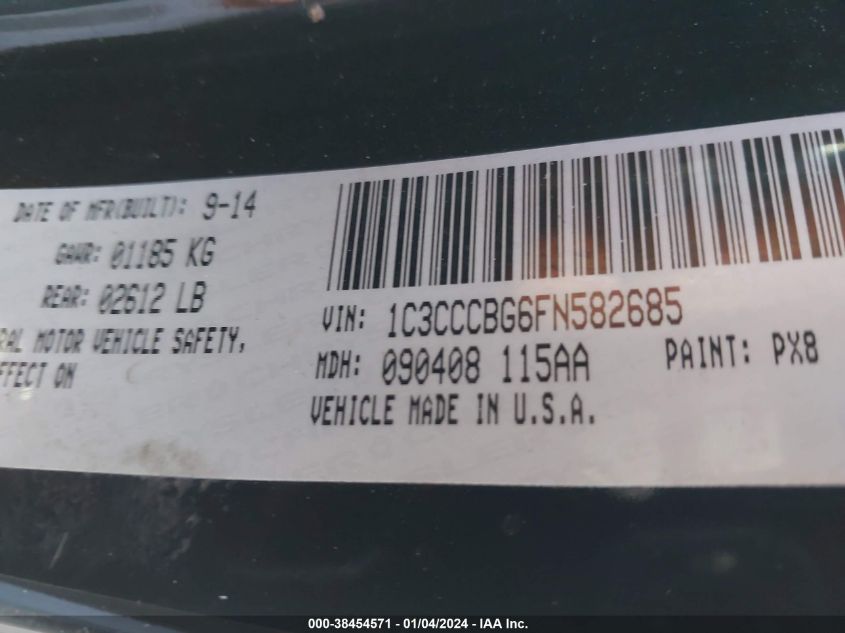 DATE OF MFR(BUILT): 9-14
GAWR: 01185 KG
REAR: 02612 LB
RAL MOTOR VEHICLE SAFETY,
FFECT ON
VIN: 1C3CCCBG6FN582685
MDH: 090408 115AA
PAINT: PX8
VEHICLE MADE IN U.S.A.
000-38454571 - 01/04/2024 - IAA Inc.